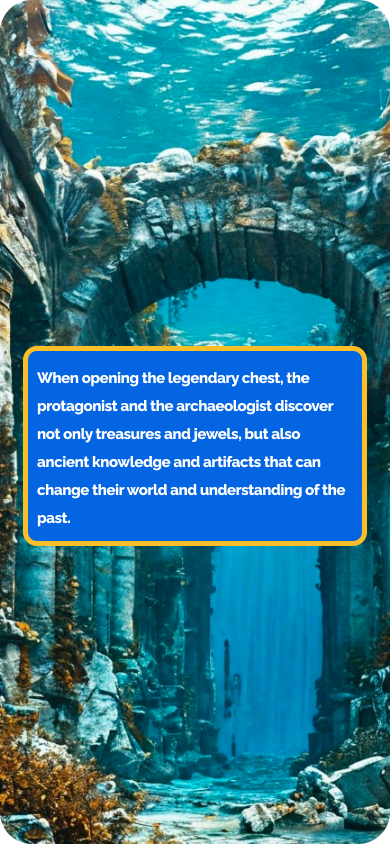 When opening the legendary chest, the
protagonist and the archaeologist discover
not only treasures and jewels, but also
ancient knowledge and artifacts that can
change their world and understanding of the
past.